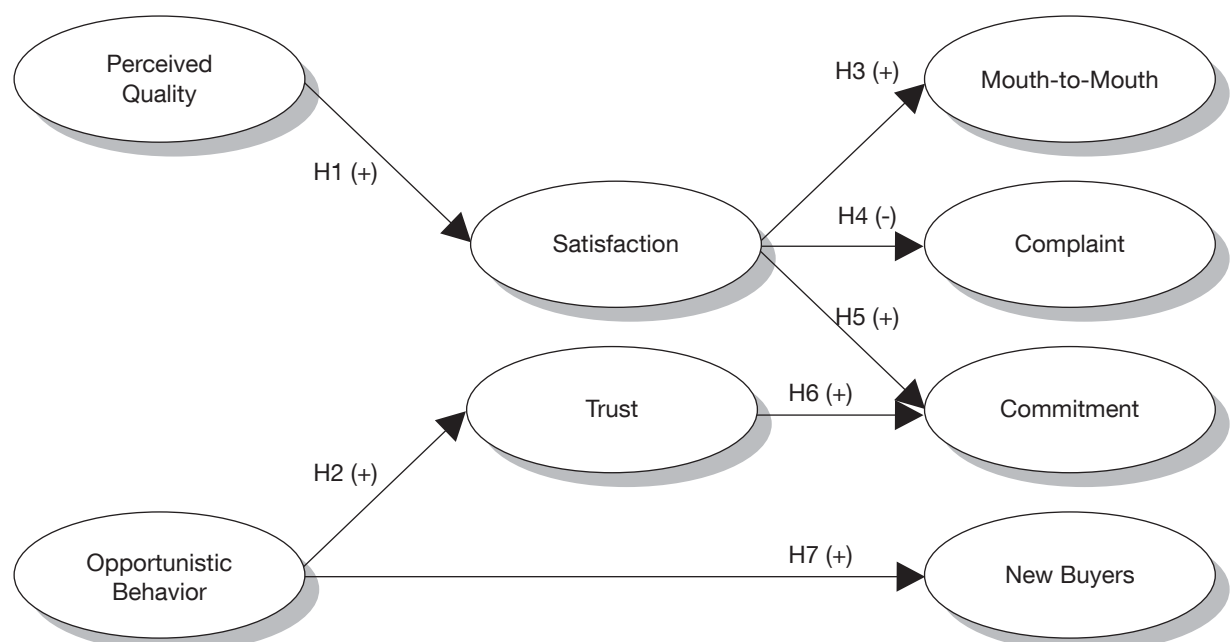 Perceived
Quality
H1 (+)
Satisfaction
H3 (+)
Mouth-to-Mouth
H4 (-)
Complaint
H5 (+)
Trust
H6 (+)
Commitment
H2 (+)
Opportunistic
Behavior
H7 (+)
New Buyers